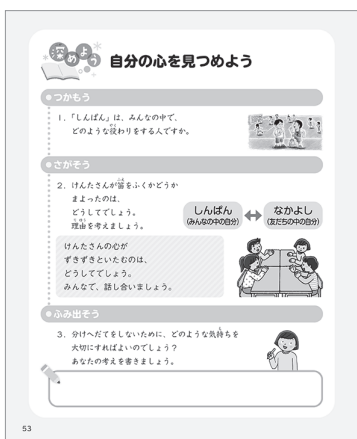 深めよう
自分の心を見つめよう
つかもう
1．「しんぱん」は、みんなの中で、
どのような役わりをする人ですか。
さがそう
2．けんたさんが笛をふくかどうか
まよったのは、
どうしてでしょう。
理由を考えましょう。
しんぱん
(みんなの中の自分)
なかよし
(友だちの中の自分)
けんたさんの心が
ずきずきといたむのは、
どうしてでしょう。
みんなで、話し合いましょう。
ふみ出そう
3．分けへだてをしないために、どのような気持ちを
大切にすればよいのでしょう？
あなたの考えを書きましょう。
53